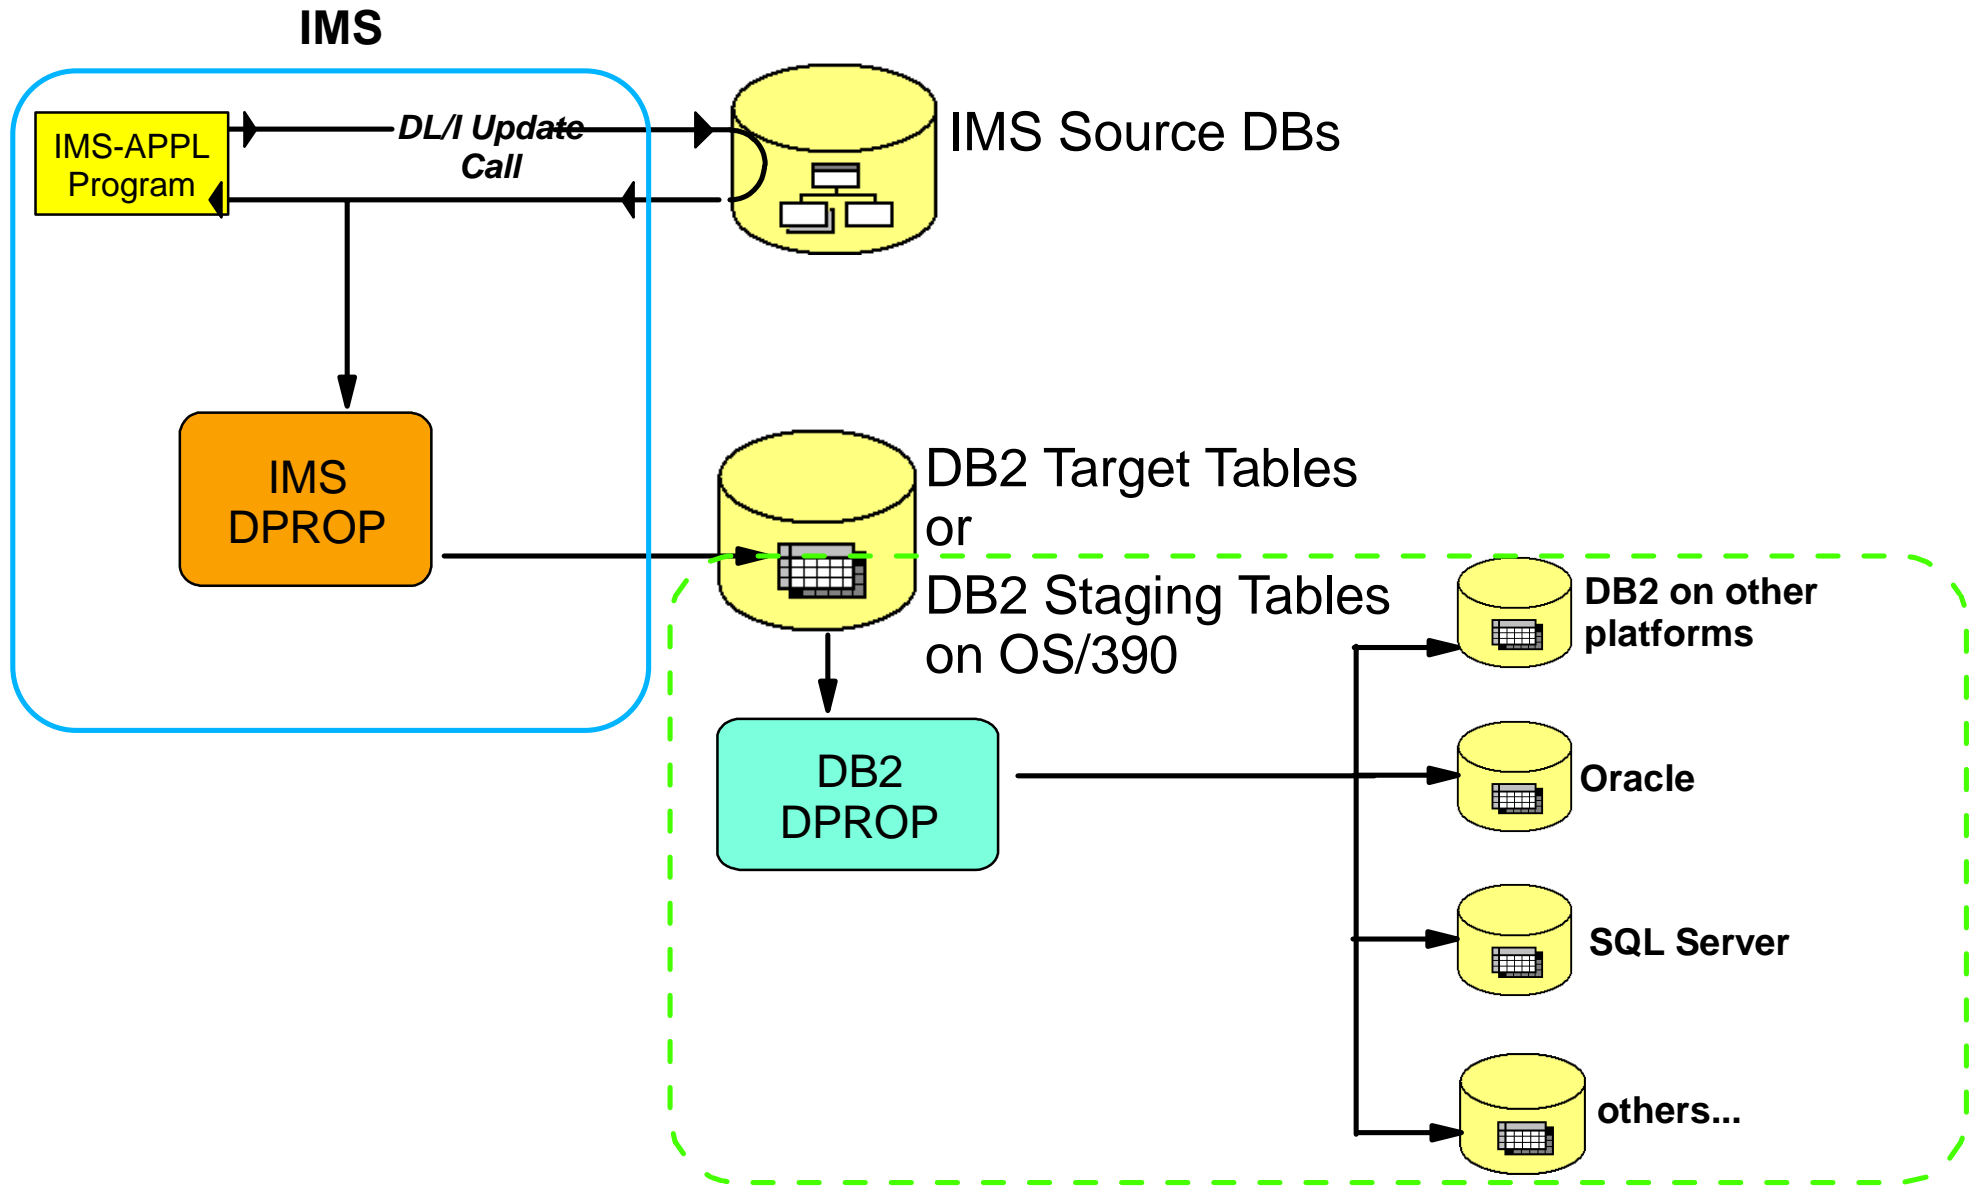 IMS
IMS-APPL
Program
DL/I Update
Call
IMS Source DBs
IMS
DPROP
DB2 Target Tables
or
DB2 Staging Tables
on OS/390
DB2
DPROP
DB2 on other
platforms
Oracle
SQL Server
others...